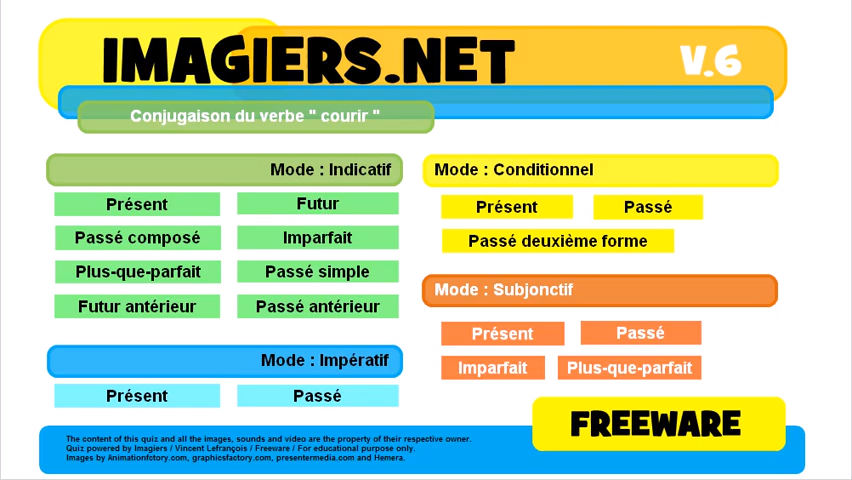 IMAGIERS.NET
V.6
Conjugaison du verbe " courir "
Mode : Indicatif
Présent
Futur
Passé composé
Imparfait
Plus-que-parfait
Passé simple
Futur antérieur
Passé antérieur
Mode : Impératif
Présent
Passé
Mode : Conditionnel
Présent
Passé
Passé deuxième forme
Mode : Subjonctif
Présent
Passé
Imparfait
Plus-que-parfait
FREEWARE
The content of this quiz and all the images, sounds and video are the property of their respective owner.
Quiz powered by Imagiers / Vincent Lefrançois / Freeware / For educational purpose only.
Images by Animationfctory.com, graphicsfactory.com, presentermedia.com and Hemera.